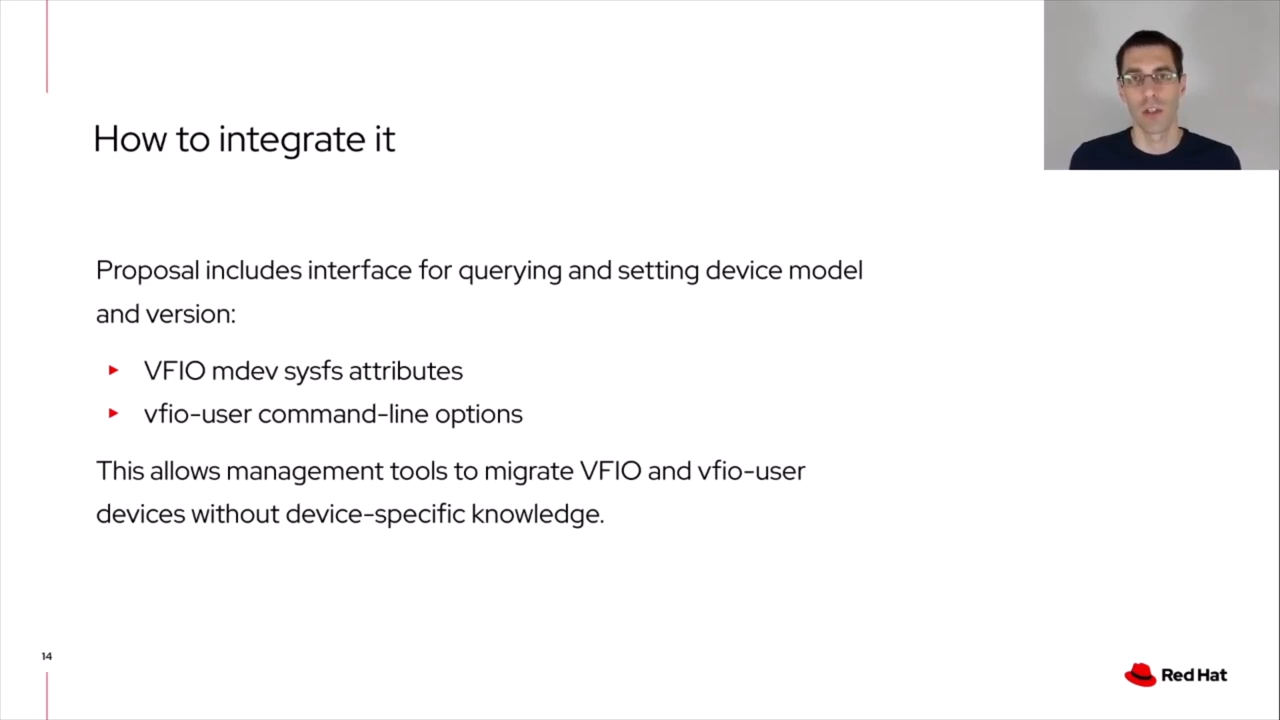 How to integrate it
Proposal includes interface for querying and setting device model
and version:
VFIO mdev sysfs attributes
vfio-user command-line options
This allows management tools to migrate VFIO and vfio-user
devices without device-specific knowledge.
14
Red Hat